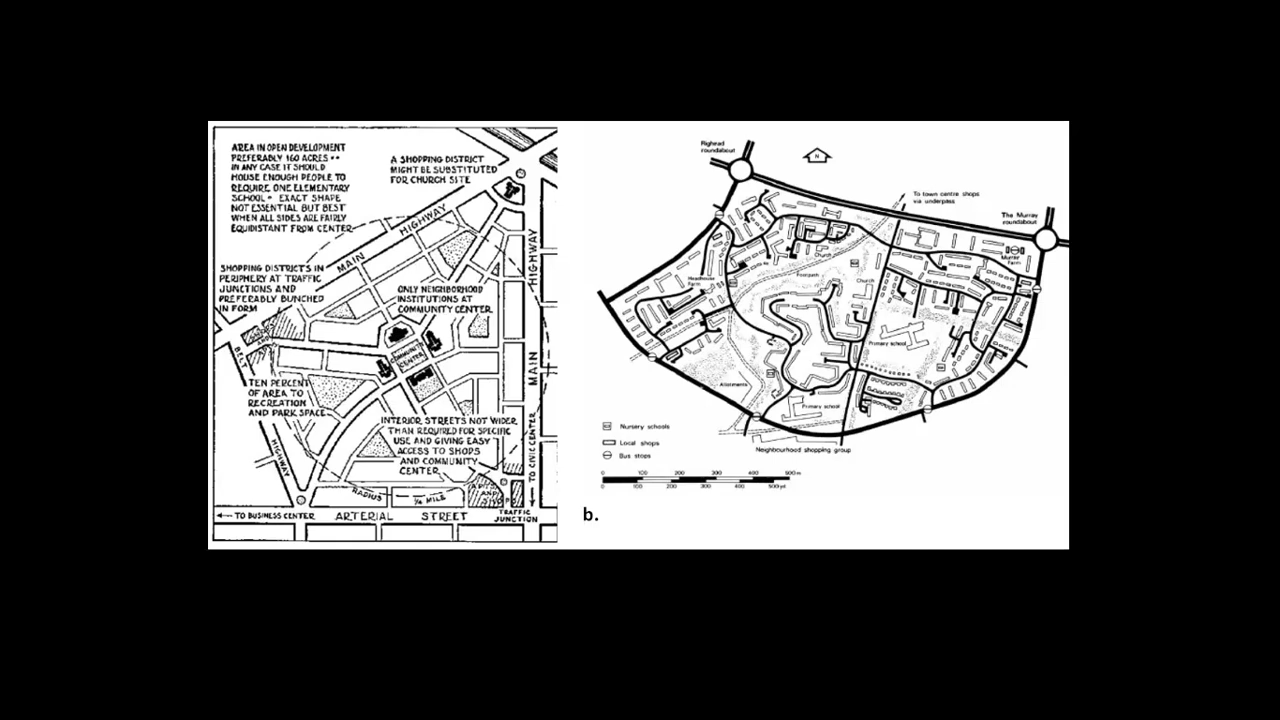 AREA IN OPEN DEVELOPMENT
PREFERABLY 160 ACRES ••
IN ANY CASE IT SHOULD
HOUSE ENOUGH PEOPLE TO
REQUIRE ONE ELEMENTARY
SCHOOL • EXACT SHAPE
NOT ESSENTIAL BUT BEST
WHEN ALL SIDES ARE FAIRLY
EQUIDISTANT FROM CENTER
A SHOPPING DISTRICT
MIGHT BE SUBSTITUTED
FOR CHURCH SITE
MAIN HIGHWAY
HIGHWAY
MAIN
SHOPPING DISTRICTS IN
PERIPHERY AT TRAFFIC
JUNCTIONS AND
PREFERABLY BUNCHED
IN FORM
ONLY NEIGHBORHOOD
INSTITUTIONS AT
COMMUNITY CENTER
COMMUNITY
CENTER
BELT
HIGHWAY
TEN PERCENT
OF AREA TO
RECREATION
AND PARK SPACE
INTERIOR STREETS NOT WIDER
THAN REQUIRED FOR SPECIFIC
USE AND GIVING EASY
ACCESS TO SHOPS
AND COMMUNITY
CENTER
TO CIVIC CENTER
RADIUS ¼ MILE
TO BUSINESS CENTER
ARTERIAL STREET
TRAFFIC
JUNCTION
Righead
roundabout
N
To town centre shops
via underpass
The Murray
roundabout
Murray
Farm
Church
Headhouse
Farm
Footpath
Church
Primary school
Allotments
Primary school
Neighbourhood shopping group
Nursery schools
Local shops
Bus stops
0 100 200 300 400 500 m
0 100 200 300 400 500 yd
b.